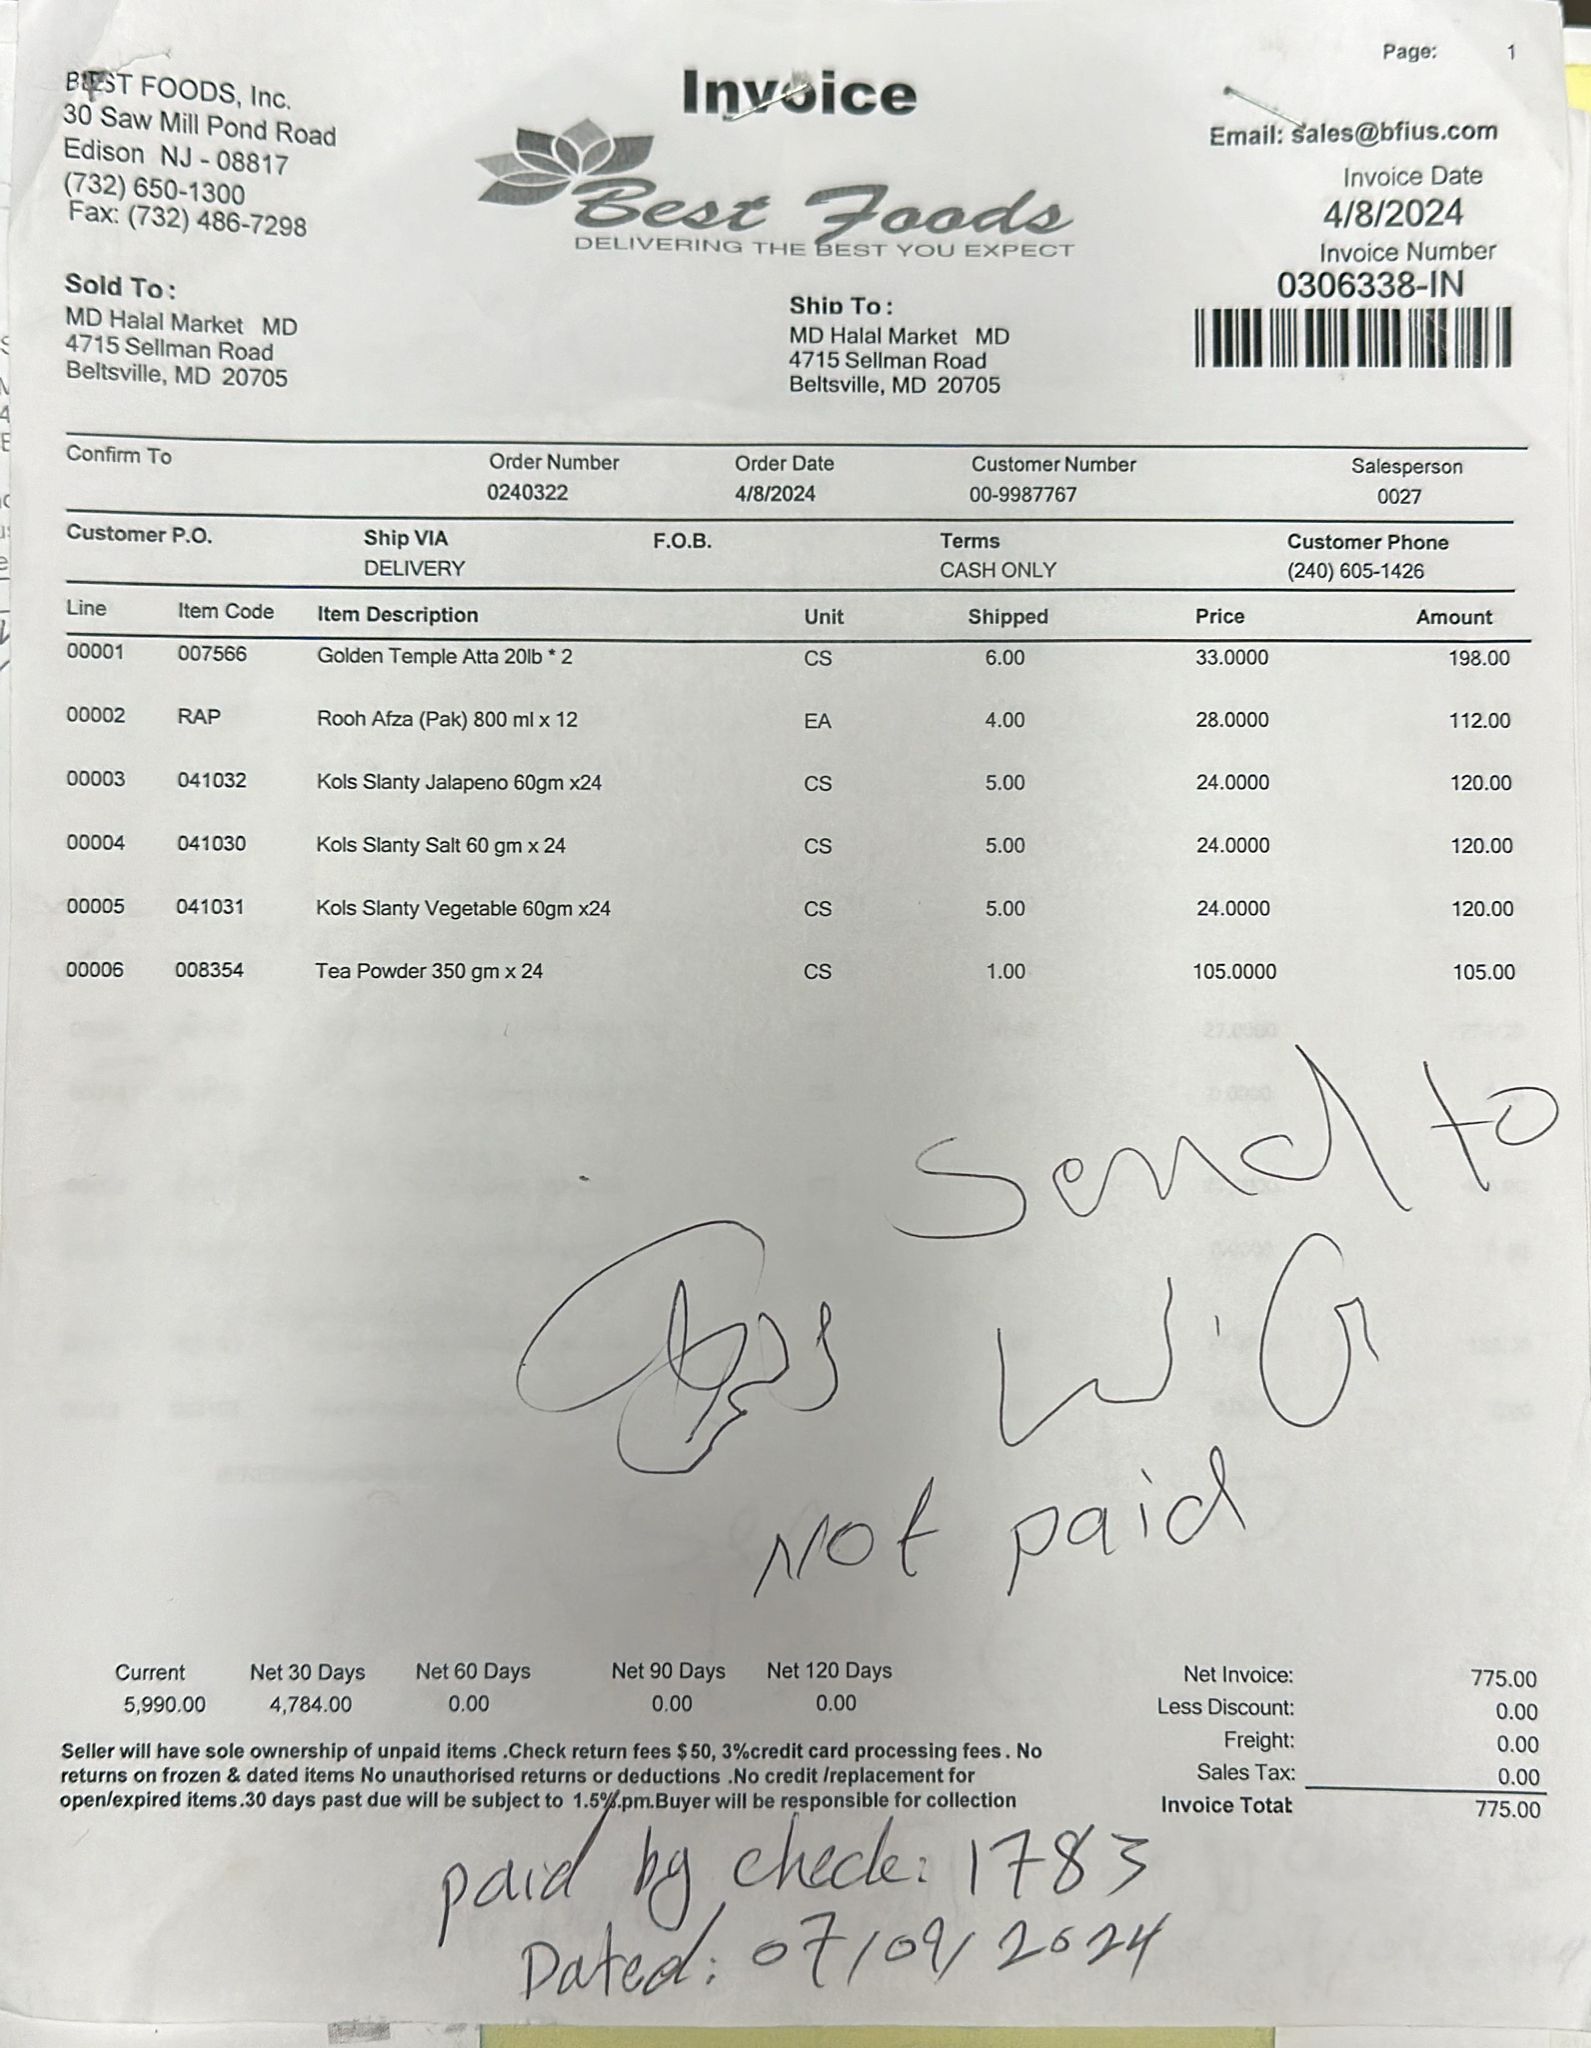 Page: 1
Invoice
BEST FOODS, Inc.
30 Saw Mill Pond Road
Edison NJ - 08817
(732) 650-1300
Fax: (732) 486-7298
Best Foods
DELIVERING THE BEST YOU EXPECT
Email: sales@bfius.com
Invoice Date
4/8/2024
Invoice Number
0306338-IN
Sold To:
MD Halal Market MD
4715 Sellman Road
Beltsville, MD 20705
Ship To:
MD Halal Market MD
4715 Sellman Road
Beltsville, MD 20705
Confirm To Order Number Order Date Customer Number Salesperson
0240322 4/8/2024 00-9987767 0027
Customer P.O. Ship VIA F.O.B. Terms Customer Phone
DELIVERY CASH ONLY (240) 605-1426
Line Item Code Item Description Unit Shipped Price Amount
00001 007566 Golden Temple Atta 20lb * 2 CS 6.00 33.0000 198.00
00002 RAP Rooh Afza (Pak) 800 ml x 12 EA 4.00 28.0000 112.00
00003 041032 Kols Slanty Jalapeno 60gm x24 CS 5.00 24.0000 120.00
00004 041030 Kols Slanty Salt 60 gm x 24 CS 5.00 24.0000 120.00
00005 041031 Kols Slanty Vegetable 60gm x24 CS 5.00 24.0000 120.00
00006 008354 Tea Powder 350 gm x 24 CS 1.00 105.0000 105.00
Send to
W.G
Not paid
Current Net 30 Days Net 60 Days Net 90 Days Net 120 Days
5,990.00 4,784.00 0.00 0.00 0.00
Net Invoice: 775.00
Less Discount: 0.00
Freight: 0.00
Sales Tax: 0.00
Invoice Total: 775.00
Seller will have sole ownership of unpaid items .Check return fees $50, 3%credit card processing fees. No
returns on frozen & dated items No unauthorised returns or deductions .No credit /replacement for
open/expired items.30 days past due will be subject to 1.5%.pm.Buyer will be responsible for collection
paid by check: 1783
Dated: 07/09/2024